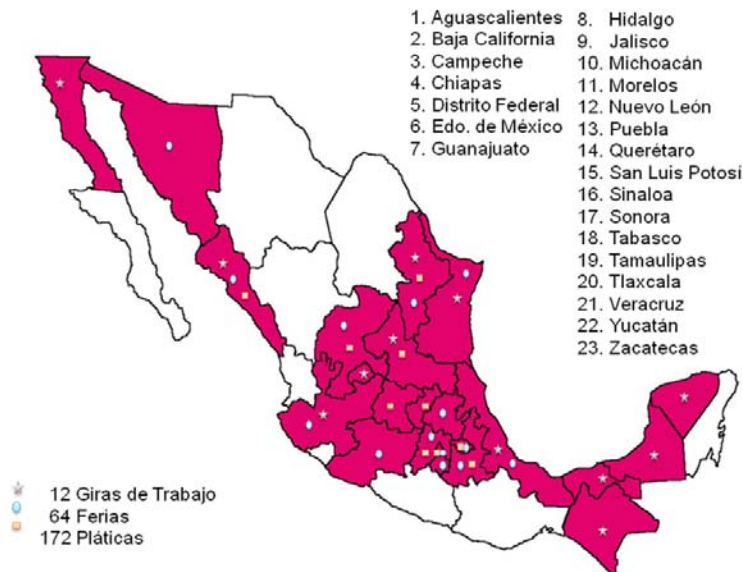 1. Aguascalientes
2. Baja California
3. Campeche
4. Chiapas
5. Distrito Federal
6. Edo. de México
7. Guanajuato
8. Hidalgo
9. Jalisco
10. Michoacán
11. Morelos
12. Nuevo León
13. Puebla
14. Querétaro
15. San Luis Potosí
16. Sinaloa
17. Sonora
18. Tabasco
19. Tamaulipas
20. Tlaxcala
21. Veracruz
22. Yucatán
23. Zacatecas
12 Giras de Trabajo
64 Ferias
172 Pláticas